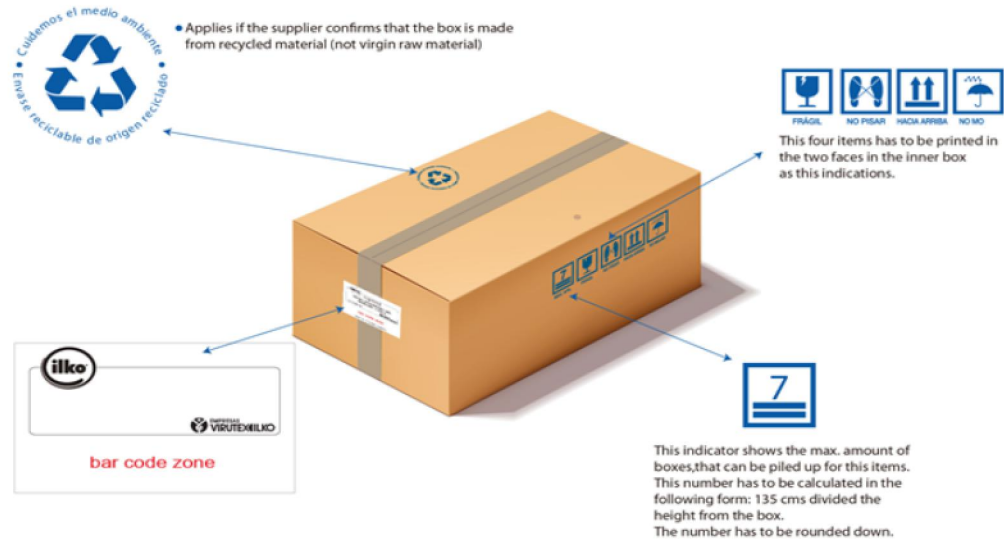 Cuidemos el medio ambiente
Envase reciclable de origen reciclado
Applies if the supplier confirms that the box is made
from recycled material (not virgin raw material)
FRÁGIL NO PISAR HACIA ARRIBA NO MO
This four items has to be printed in
the two faces in the inner box
as this indications.
7
bar code zone
ilko
EMPRESAS
VIRUTEX ILKO
bar code zone
7
This indicator shows the max. amount of
boxes,that can be piled up for this items.
This number has to be calculated in the
following form: 135 cms divided the
height from the box.
The number has to be rounded down.